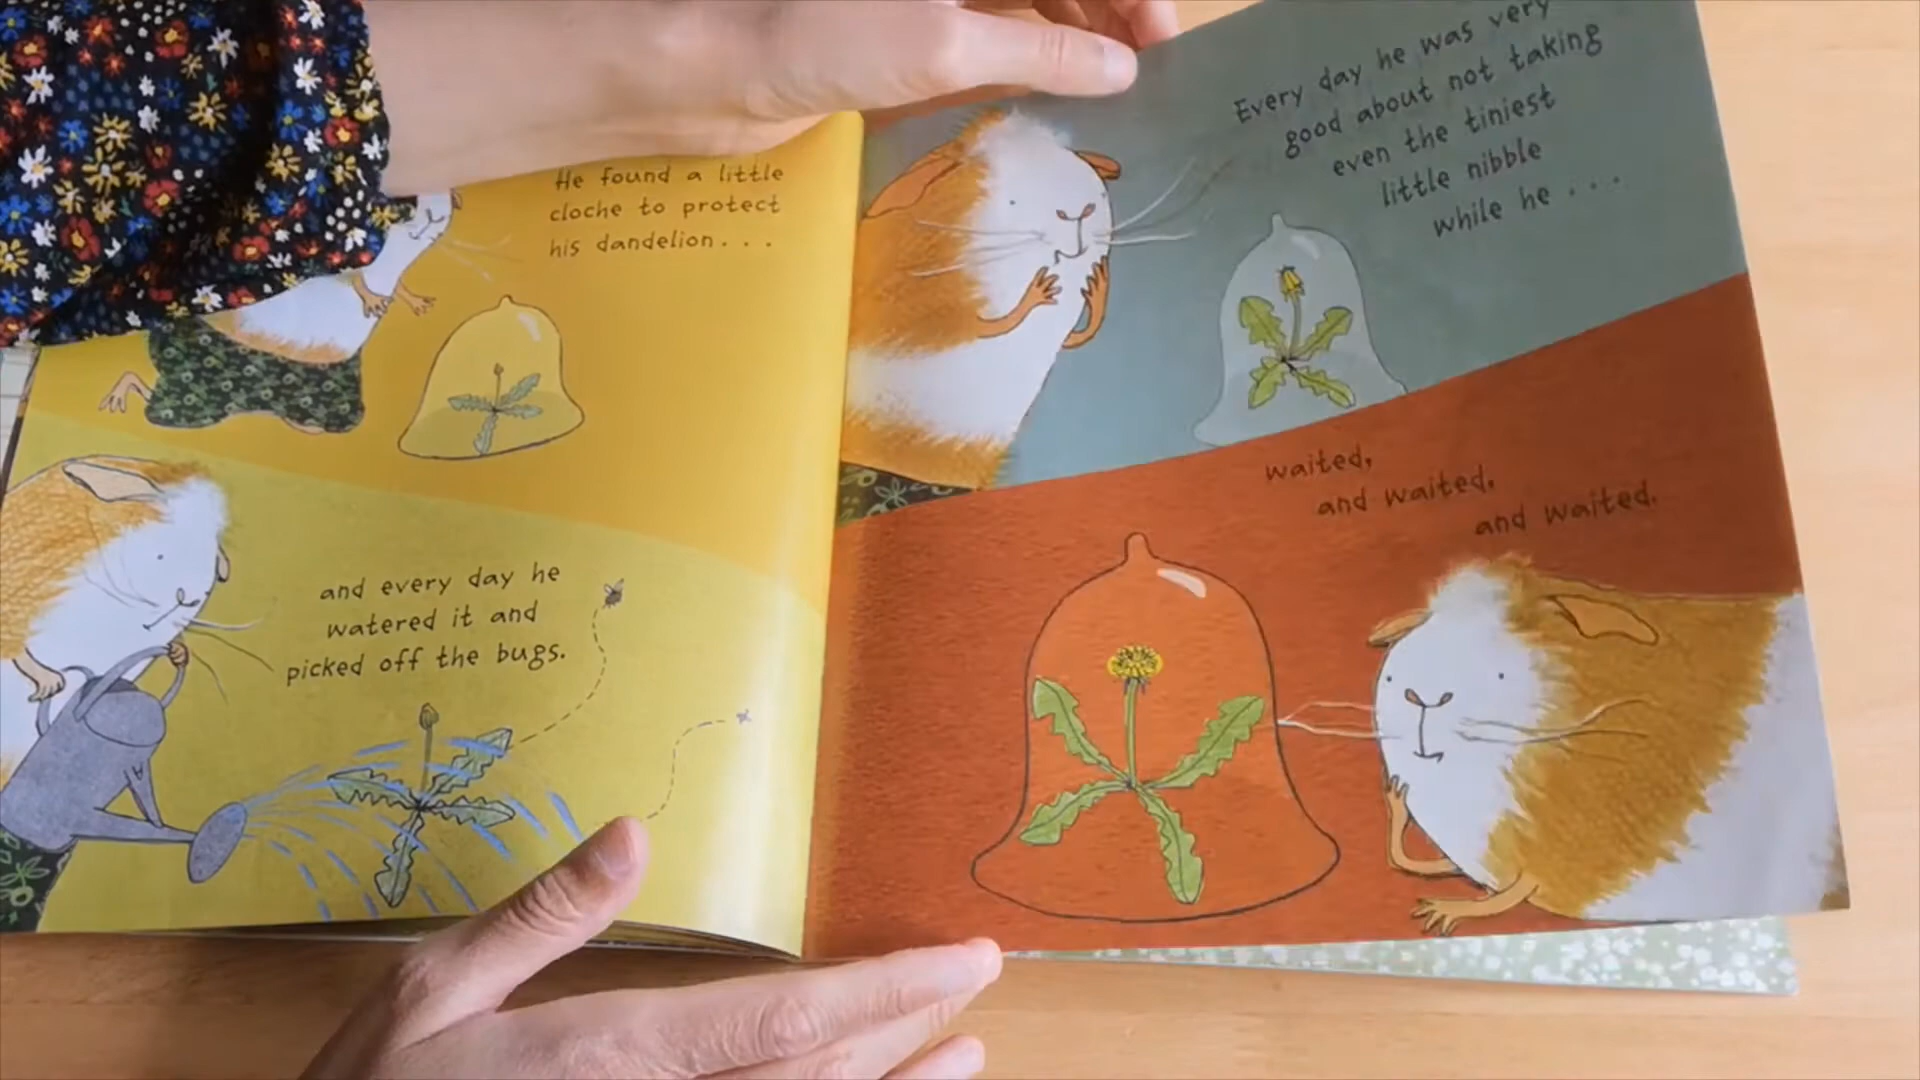 He found a little
cloche to protect
his dandelion...
and every day he
watered it and
picked off the bugs.
Every day he was very
good about not taking
even the tiniest
little nibble
while he ...
waited,
and waited,
and waited.